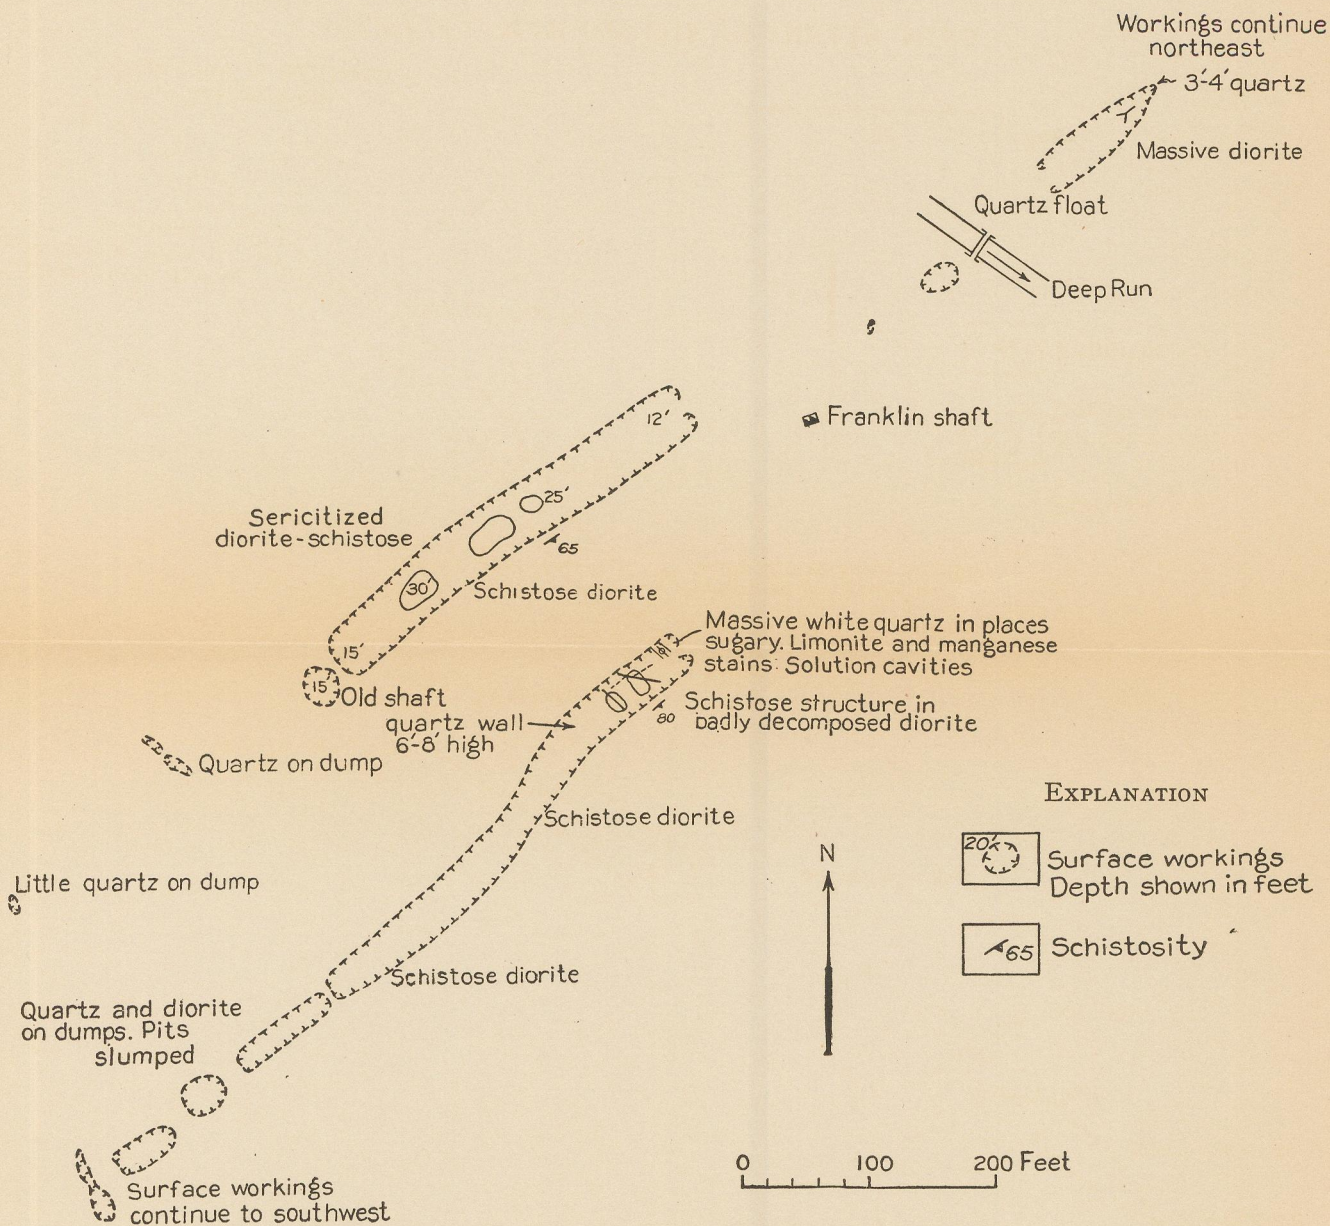 Workings continue
northeast
3'-4' quartz
Massive diorite
Quartz float
Deep Run
Franklin shaft
12'
25'
Sericitized
diorite-schistose
65
30'
Schistose diorite
15'
15'
Old shaft
Massive white quartz in places
sugary. Limonite and manganese
stains. Solution cavities
Schistose structure in
badly decomposed diorite
80
quartz wall
6'-8' high
Quartz on dump
Schistose diorite
EXPLANATION
20'
Surface workings
Depth shown in feet
65
Schistosity
N
Little quartz on dump
Schistose diorite
Quartz and diorite
on dumps. Pits
slumped
Surface workings
continue to southwest
0 100 200 Feet